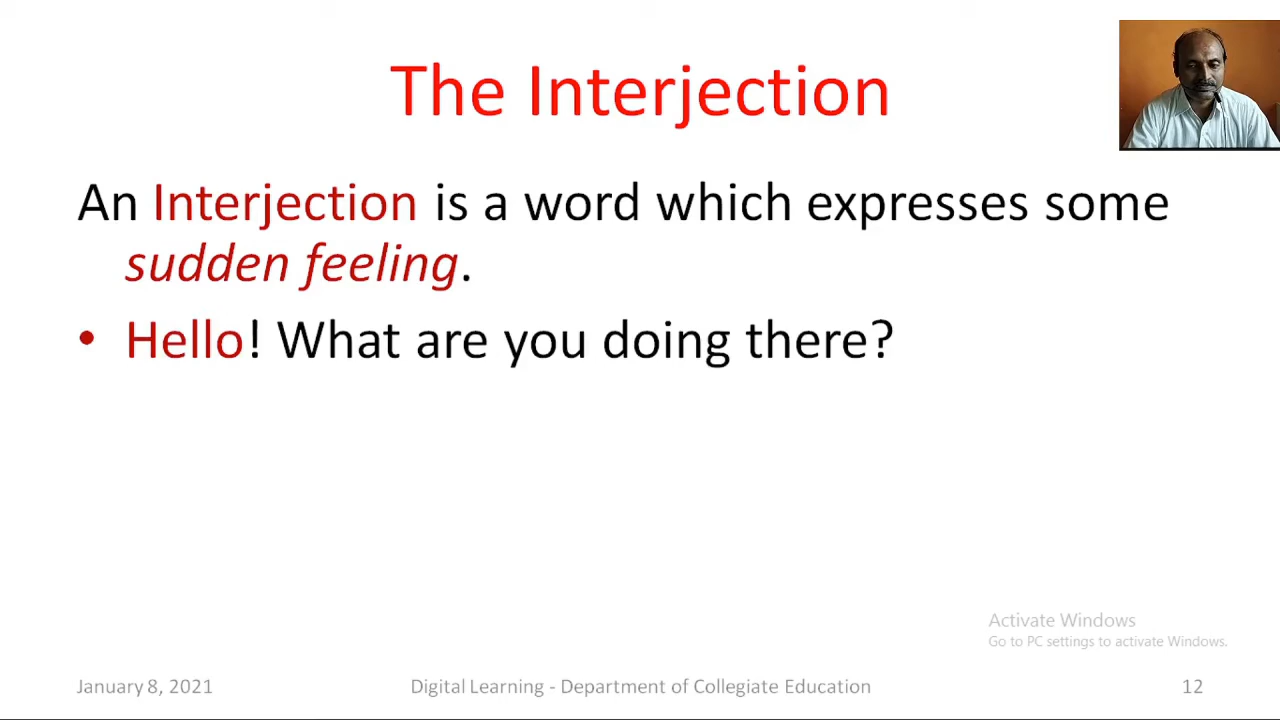 The Interjection
An Interjection is a word which expresses some
sudden feeling.
• Hello! What are you doing there?
Activate Windows
Go to PC settings to activate Windows.
January 8, 2021
Digital Learning - Department of Collegiate Education
12